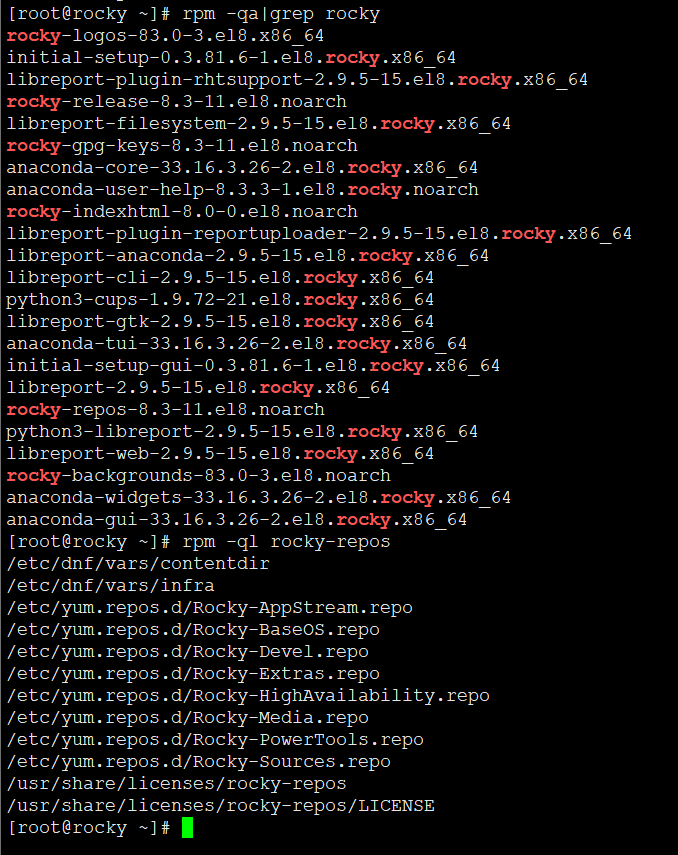 [root@rocky ~]# rpm -qa|grep rocky
rocky-logos-83.0-3.el8.x86_64
initial-setup-0.3.81.6-1.el8.rocky.x86_64
libreport-plugin-rhtsupport-2.9.5-15.el8.rocky.x86_64
rocky-release-8.3-11.el8.noarch
libreport-filesystem-2.9.5-15.el8.rocky.x86_64
rocky-gpg-keys-8.3-11.el8.noarch
anaconda-core-33.16.3.26-2.el8.rocky.x86_64
anaconda-user-help-8.3.3-1.el8.rocky.noarch
rocky-indexhtml-8.0-0.el8.noarch
libreport-plugin-reportuploader-2.9.5-15.el8.rocky.x86_64
libreport-anaconda-2.9.5-15.el8.rocky.x86_64
libreport-cli-2.9.5-15.el8.rocky.x86_64
python3-cups-1.9.72-21.el8.rocky.x86_64
libreport-gtk-2.9.5-15.el8.rocky.x86_64
anaconda-tui-33.16.3.26-2.el8.rocky.x86_64
initial-setup-gui-0.3.81.6-1.el8.rocky.x86_64
libreport-2.9.5-15.el8.rocky.x86_64
rocky-repos-8.3-11.el8.noarch
python3-libreport-2.9.5-15.el8.rocky.x86_64
libreport-web-2.9.5-15.el8.rocky.x86_64
rocky-backgrounds-83.0-3.el8.noarch
anaconda-widgets-33.16.3.26-2.el8.rocky.x86_64
anaconda-gui-33.16.3.26-2.el8.rocky.x86_64
[root@rocky ~]# rpm -ql rocky-repos
/etc/dnf/vars/contentdir
/etc/dnf/vars/infra
/etc/yum.repos.d/Rocky-AppStream.repo
/etc/yum.repos.d/Rocky-BaseOS.repo
/etc/yum.repos.d/Rocky-Devel.repo
/etc/yum.repos.d/Rocky-Extras.repo
/etc/yum.repos.d/Rocky-HighAvailability.repo
/etc/yum.repos.d/Rocky-Media.repo
/etc/yum.repos.d/Rocky-PowerTools.repo
/etc/yum.repos.d/Rocky-Sources.repo
/usr/share/licenses/rocky-repos
/usr/share/licenses/rocky-repos/LICENSE
[root@rocky ~]#